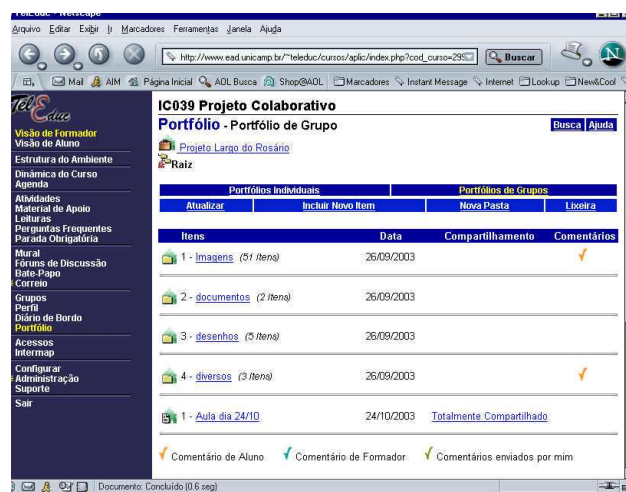 TelEduc - Netscape
Arquivo Editar Exibir Ir Marcadores Ferramentas Janela Ajuda
http://www.ead.unicamp.br/~teleduc/cursos/aplic/index.php?cod_curso=295
Buscar
Mail AIM Página Inicial AOL Busca Shop@AOL Marcadores Instant Message Internet Lookup New&Cool
TelEduc
Visão de Formador
Visão de Aluno
Estrutura do Ambiente
Dinâmica do Curso
Agenda
Atividades
Material de Apoio
Leituras
Perguntas Frequentes
Parada Obrigatória
Mural
Fóruns de Discussão
Bate-Papo
Correio
Grupos
Perfil
Diário de Bordo
Portfólio
Acessos
Intermap
Configurar
Administração
Suporte
Sair
IC039 Projeto Colaborativo
Portfólio - Portfólio de Grupo
Busca Ajuda
Projeto Largo do Rosário
Raiz
Portfólios Individuais Portfólios de Grupos
Atualizar Incluir Novo Item Nova Pasta Lixeira
Itens Data Compartilhamento Comentários
1 - Imagens (51 Itens) 26/09/2003
2 - documentos (2 Itens) 26/09/2003
3 - desenhos (5 Itens) 26/09/2003
4 - diversos (3 Itens) 26/09/2003
1 - Aula dia 24/10 24/10/2003 Totalmente Compartilhado
Comentário de Aluno Comentário de Formador Comentários enviados por mim
Documento: Concluído (0.6 seg)